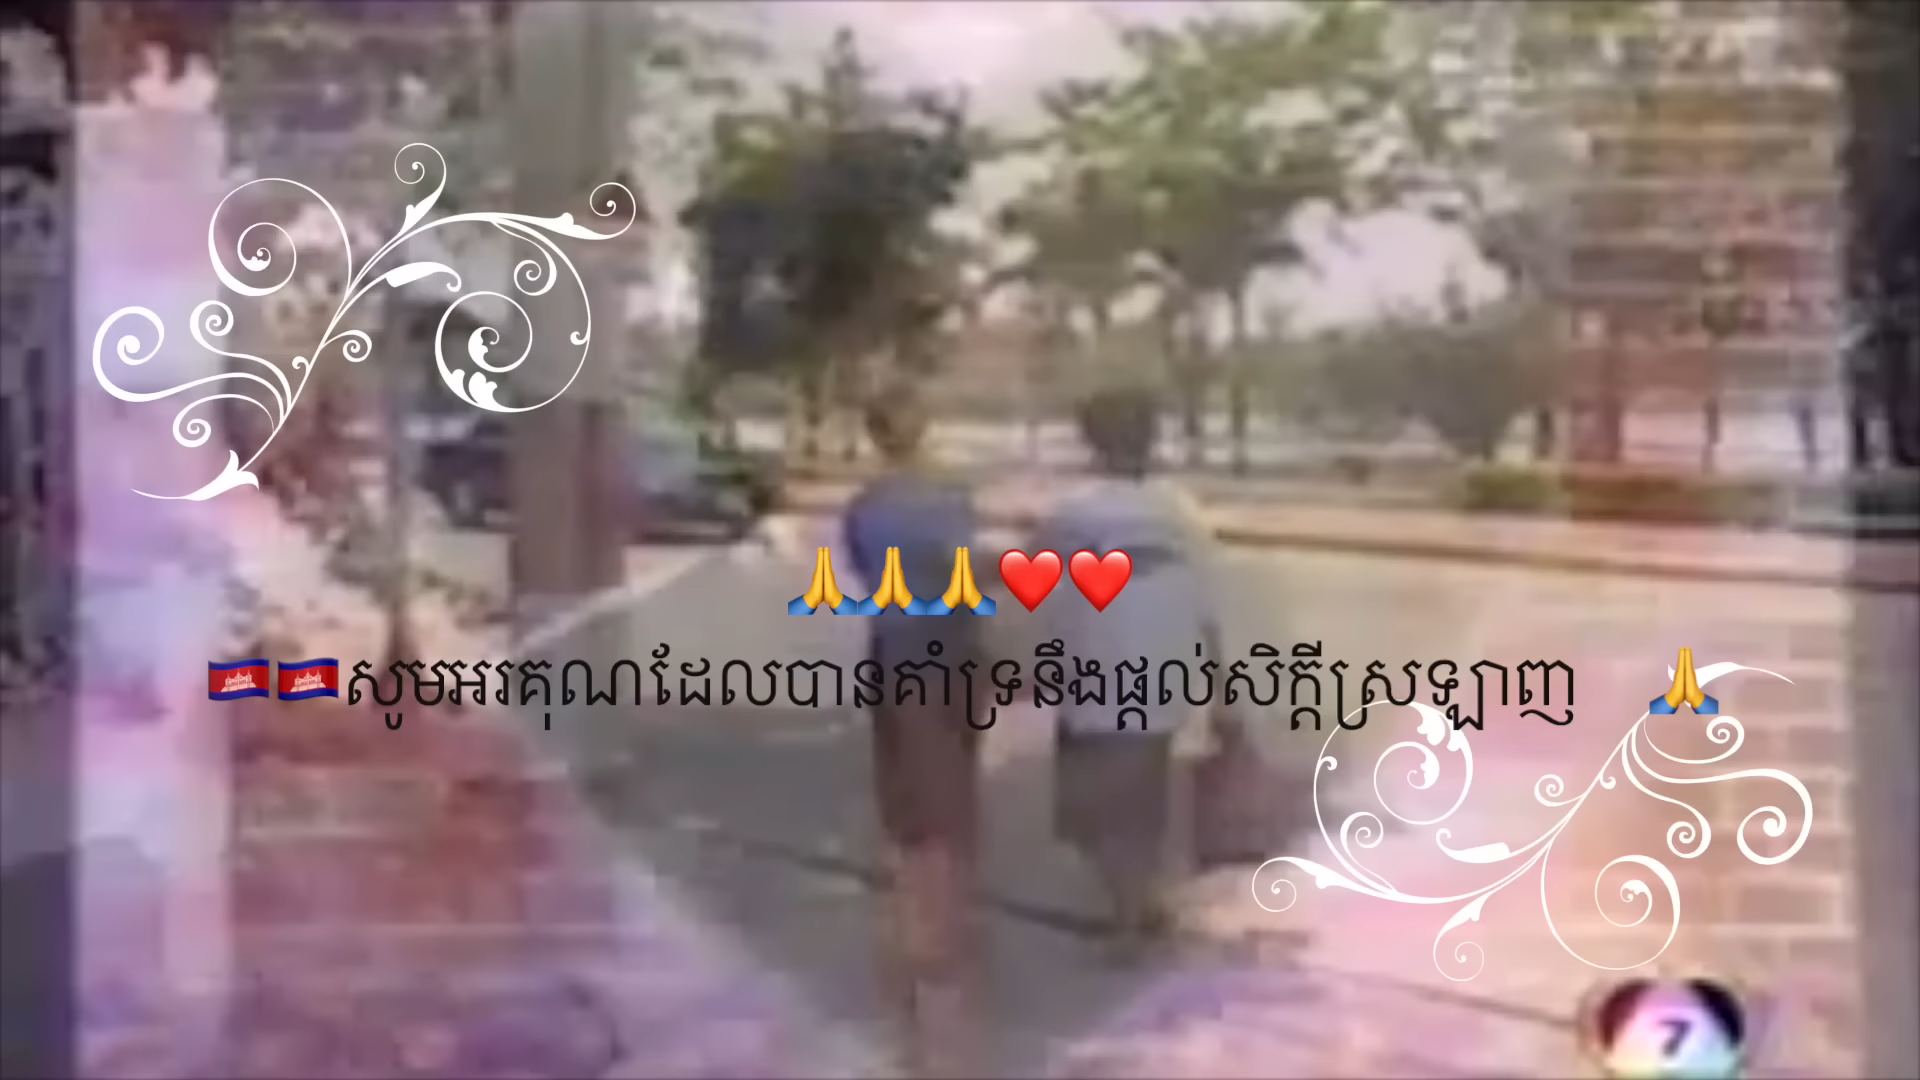 🙏🙏🙏❤️❤️
🇰🇭🇰🇭សូមអរគុណដែលបានគាំទ្រនឹងផ្តល់សិក្តីស្រឡាញ 🙏
7